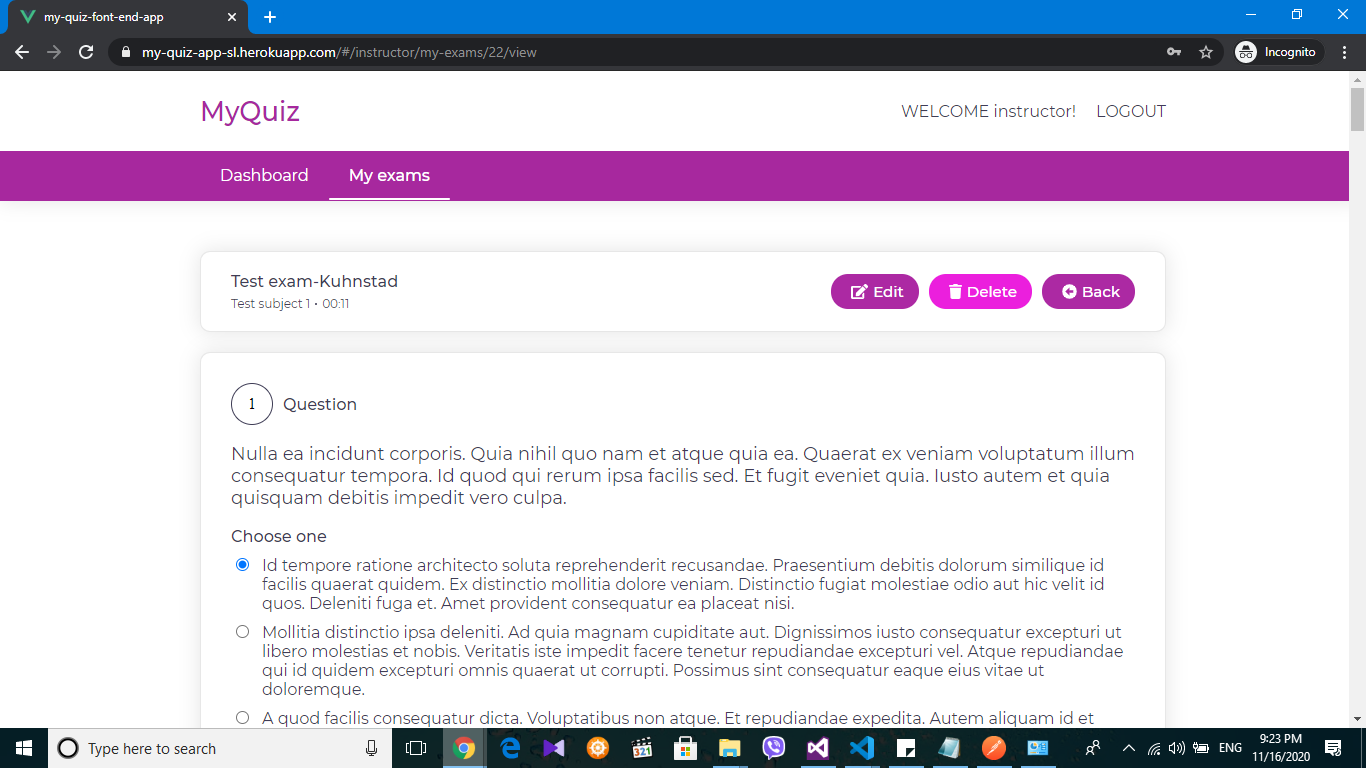 my-quiz-font-end-app
my-quiz-app-sl.herokuapp.com/#/instructor/my-exams/22/view
Incognito
MyQuiz
WELCOME instructor!
LOGOUT
Dashboard
My exams
Test exam-Kuhnstad
Test subject 1 • 00:11
Edit
Delete
Back
1
Question
Nulla ea incidunt corporis. Quia nihil quo nam et atque quia ea. Quaerat ex veniam voluptatum illum
consequatur tempora. Id quod qui rerum ipsa facilis sed. Et fugit eveniet quia. Iusto autem et quia
quisquam debitis impedit vero culpa.
Choose one
Id tempore ratione architecto soluta reprehenderit recusandae. Praesentium debitis dolorum similique id
facilis quaerat quidem. Ex distinctio mollitia dolore veniam. Distinctio fugiat molestiae odio aut hic velit id
quos. Deleniti fuga et. Amet provident consequatur ea placeat nisi.
Mollitia distinctio ipsa deleniti. Ad quia magnam cupiditate aut. Dignissimos iusto consequatur excepturi ut
libero molestias et nobis. Veritatis iste impedit facere tenetur repudiandae excepturi vel. Atque repudiandae
qui id quidem excepturi omnis quaerat ut corrupti. Possimus sint consequatur eaque eius vitae ut
doloremque.
A quod facilis consequatur dicta. Voluptatibus non atque. Et repudiandae expedita. Autem aliquam id et
Type here to search
321
ENG
9:23 PM
11/16/2020